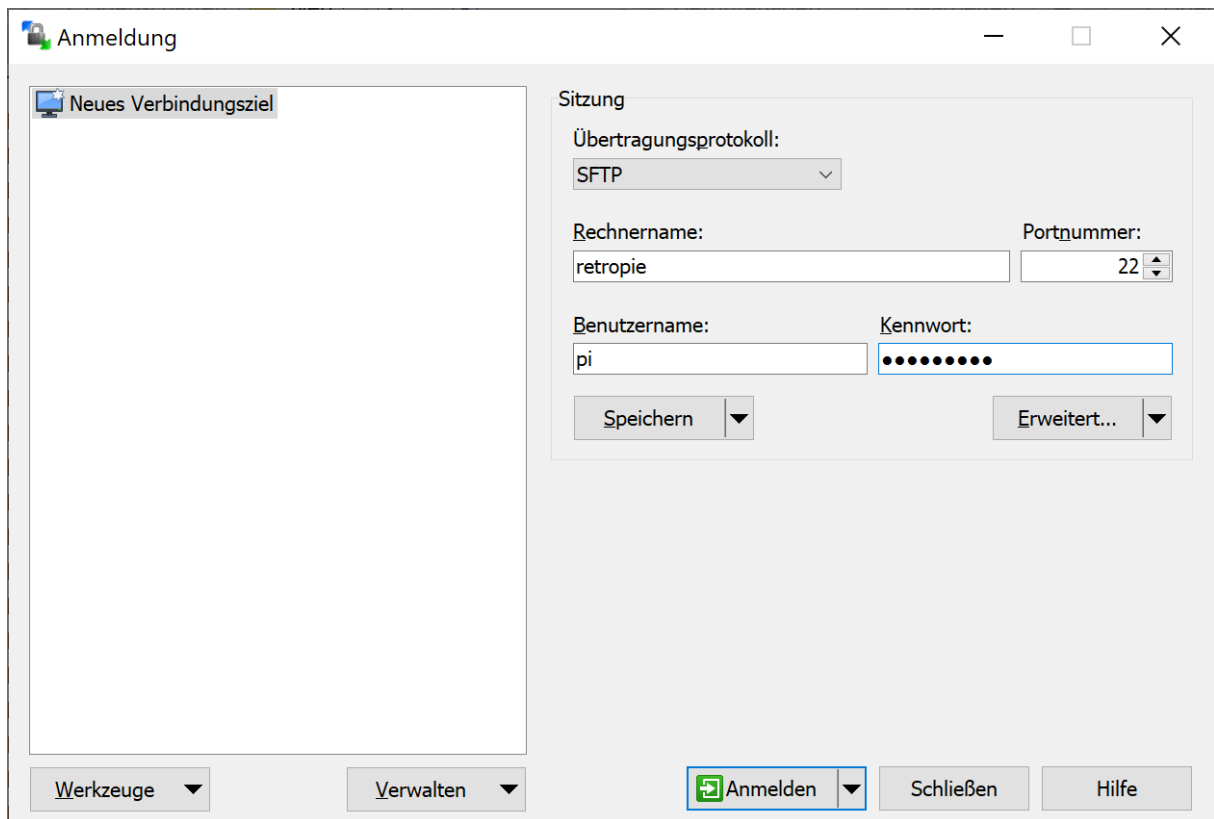 Anmeldung
Neues Verbindungsziel
Sitzung
Übertragungsprotokoll:
SFTP
Rechnername: Portnummer:
retropie 22
Benutzername: Kennwort:
pi ●●●●●●●●●
Speichern Erweitert...
Werkzeuge Verwalten Anmelden Schließen Hilfe